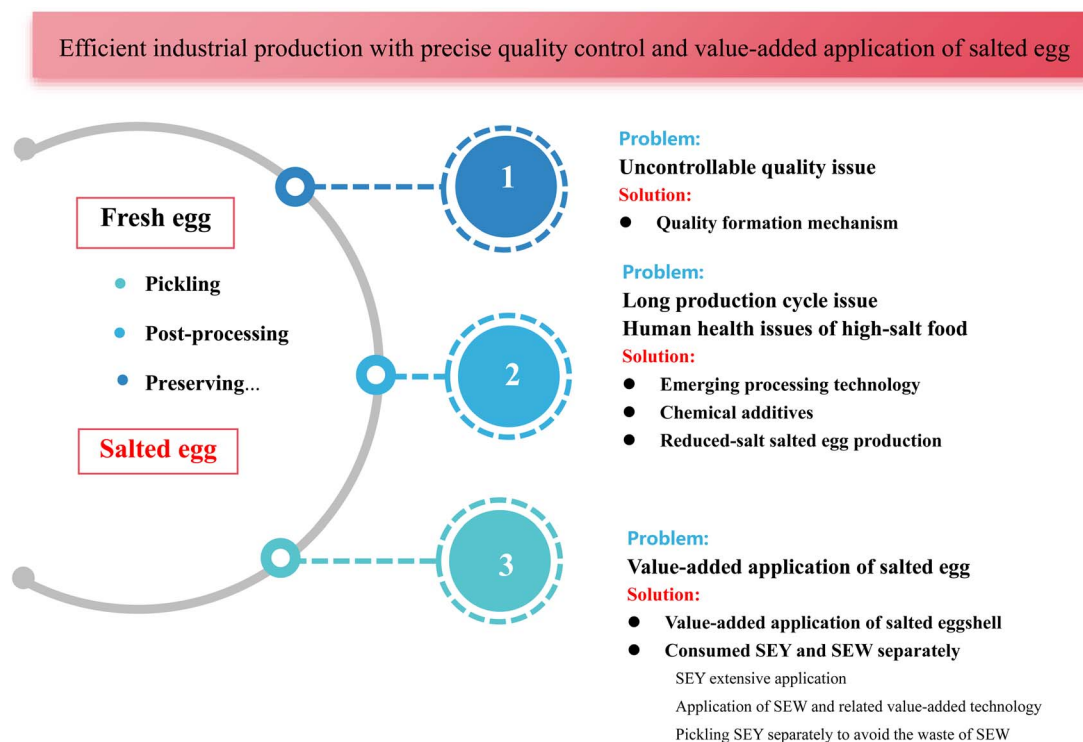 Efficient industrial production with precise quality control and value-added application of salted egg
Fresh egg
Pickling
Post-processing
Preserving...
Salted egg
1
Problem:
Uncontrollable quality issue
Solution:
● Quality formation mechanism
2
Problem:
Long production cycle issue
Human health issues of high-salt food
Solution:
● Emerging processing technology
● Chemical additives
● Reduced-salt salted egg production
3
Problem:
Value-added application of salted egg
Solution:
● Value-added application of salted eggshell
● Consumed SEY and SEW separately
SEY extensive application
Application of SEW and related value-added technology
Pickling SEY separately to avoid the waste of SEW